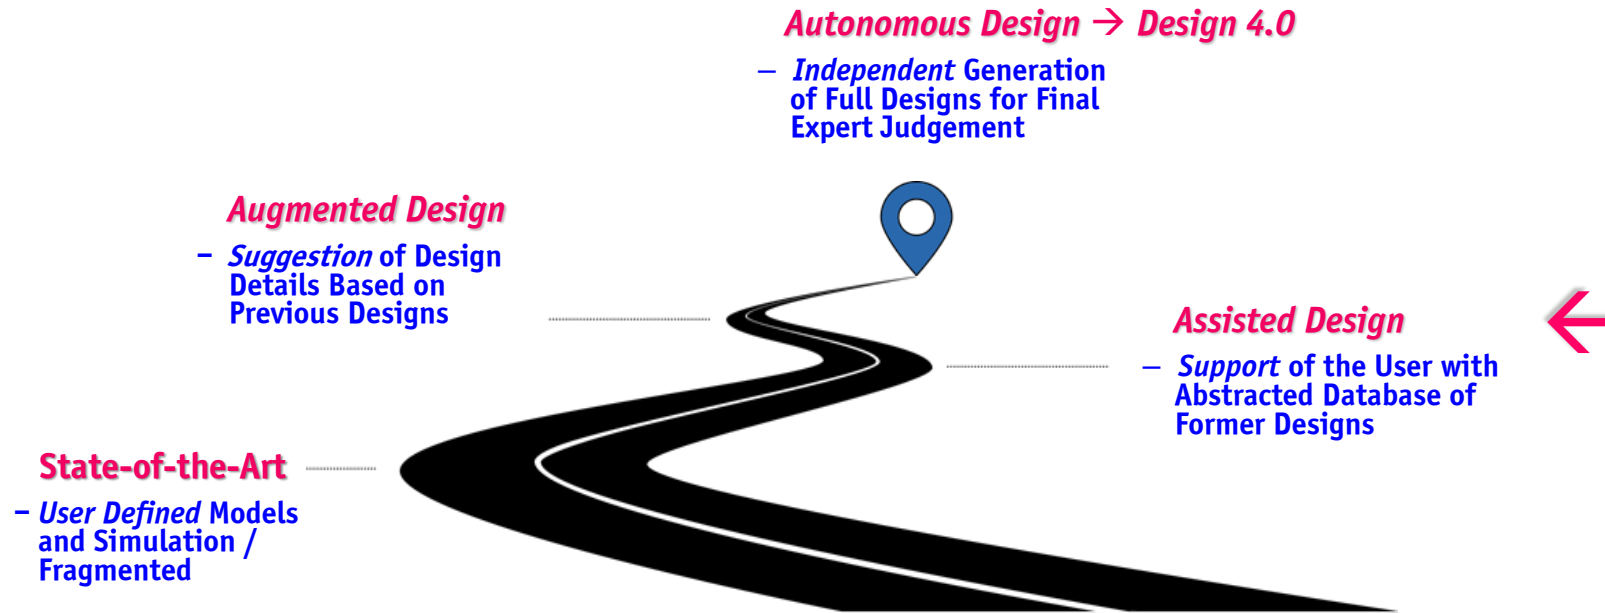 Autonomous Design → Design 4.0
– Independent Generation
of Full Designs for Final
Expert Judgement
Augmented Design
– Suggestion of Design
Details Based on
Previous Designs
Assisted Design
– Support of the User with
Abstracted Database of
Former Designs
State-of-the-Art
– User Defined Models
and Simulation /
Fragmented